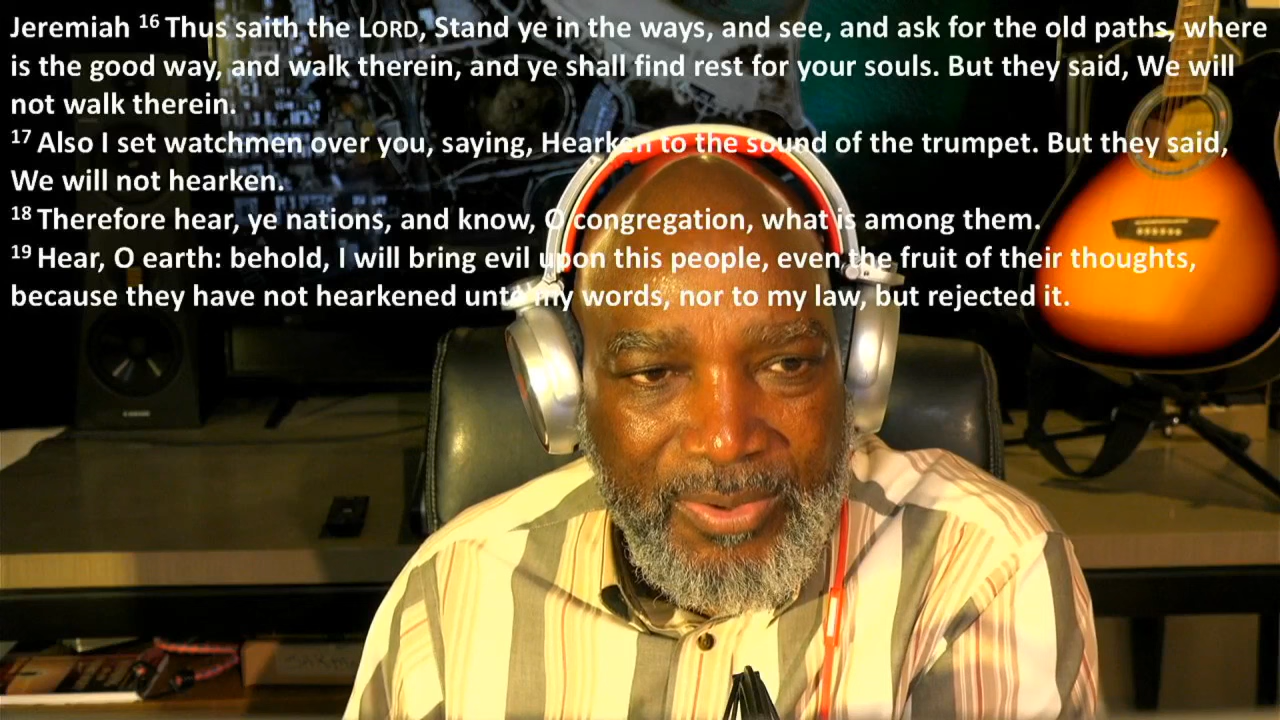 Jeremiah 16 Thus saith the LORD, Stand ye in the ways, and see, and ask for the old paths, where
is the good way, and walk therein, and ye shall find rest for your souls. But they said, We will
not walk therein.
17 Also I set watchmen over you, saying, Hearken to the sound of the trumpet. But they said,
We will not hearken.
18 Therefore hear, ye nations, and know, O congregation, what is among them.
19 Hear, O earth: behold, I will bring evil upon this people, even the fruit of their thoughts,
because they have not hearkened unto my words, nor to my law, but rejected it.